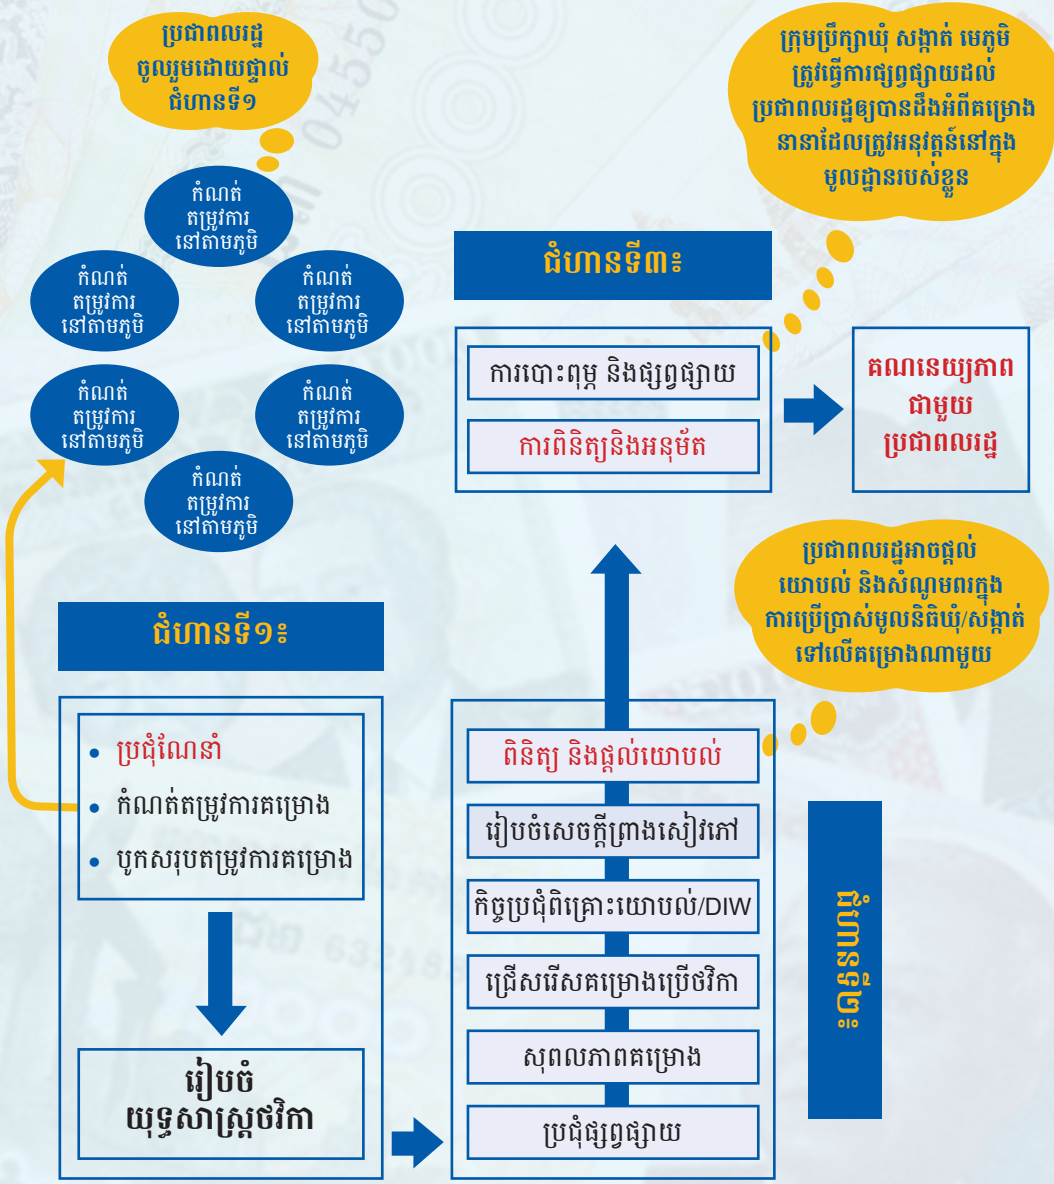 ប្រជាពលរដ្ឋ
ចូលរួមដោយផ្ទាល់
ជំហានទី១
កំណត់
តម្រូវការ
នៅតាមភូមិ
កំណត់
តម្រូវការ
នៅតាមភូមិ
កំណត់
តម្រូវការ
នៅតាមភូមិ
កំណត់
តម្រូវការ
នៅតាមភូមិ
កំណត់
តម្រូវការ
នៅតាមភូមិ
កំណត់
តម្រូវការ
នៅតាមភូមិ
ជំហានទី១៖
ប្រជុំណែនាំ
កំណត់តម្រូវការគម្រោង
បូកសរុបតម្រូវការគម្រោង
រៀបចំ
យុទ្ធសាស្ត្រថវិកា
ក្រុមប្រឹក្សាឃុំ សង្កាត់ មេភូមិ
ត្រូវធ្វើការផ្សព្វផ្សាយដល់
ប្រជាពលរដ្ឋឲ្យបានដឹងអំពីគម្រោង
នានាដែលត្រូវអនុវត្តន៍នៅក្នុង
មូលដ្ឋានរបស់ខ្លួន
ជំហានទី៣៖
ការបោះពុម្ភ និងផ្សព្វផ្សាយ
ការពិនិត្យនិងអនុម័ត
គណនេយ្យភាព
ជាមួយ
ប្រជាពលរដ្ឋ
ប្រជាពលរដ្ឋអាចផ្តល់
យោបល់ និងសំណូមពរក្នុង
ការប្រើប្រាស់មូលនិធិឃុំ/សង្កាត់
ទៅលើគម្រោងណាមួយ
ពិនិត្យ និងផ្តល់យោបល់
រៀបចំសេចក្តីព្រាងសៀវភៅ
កិច្ចប្រជុំពិគ្រោះយោបល់/DIW
ជ្រើសរើសគម្រោងប្រើថវិកា
សុពលភាពគម្រោង
ប្រជុំផ្សព្វផ្សាយ
ជំហានទី២៖